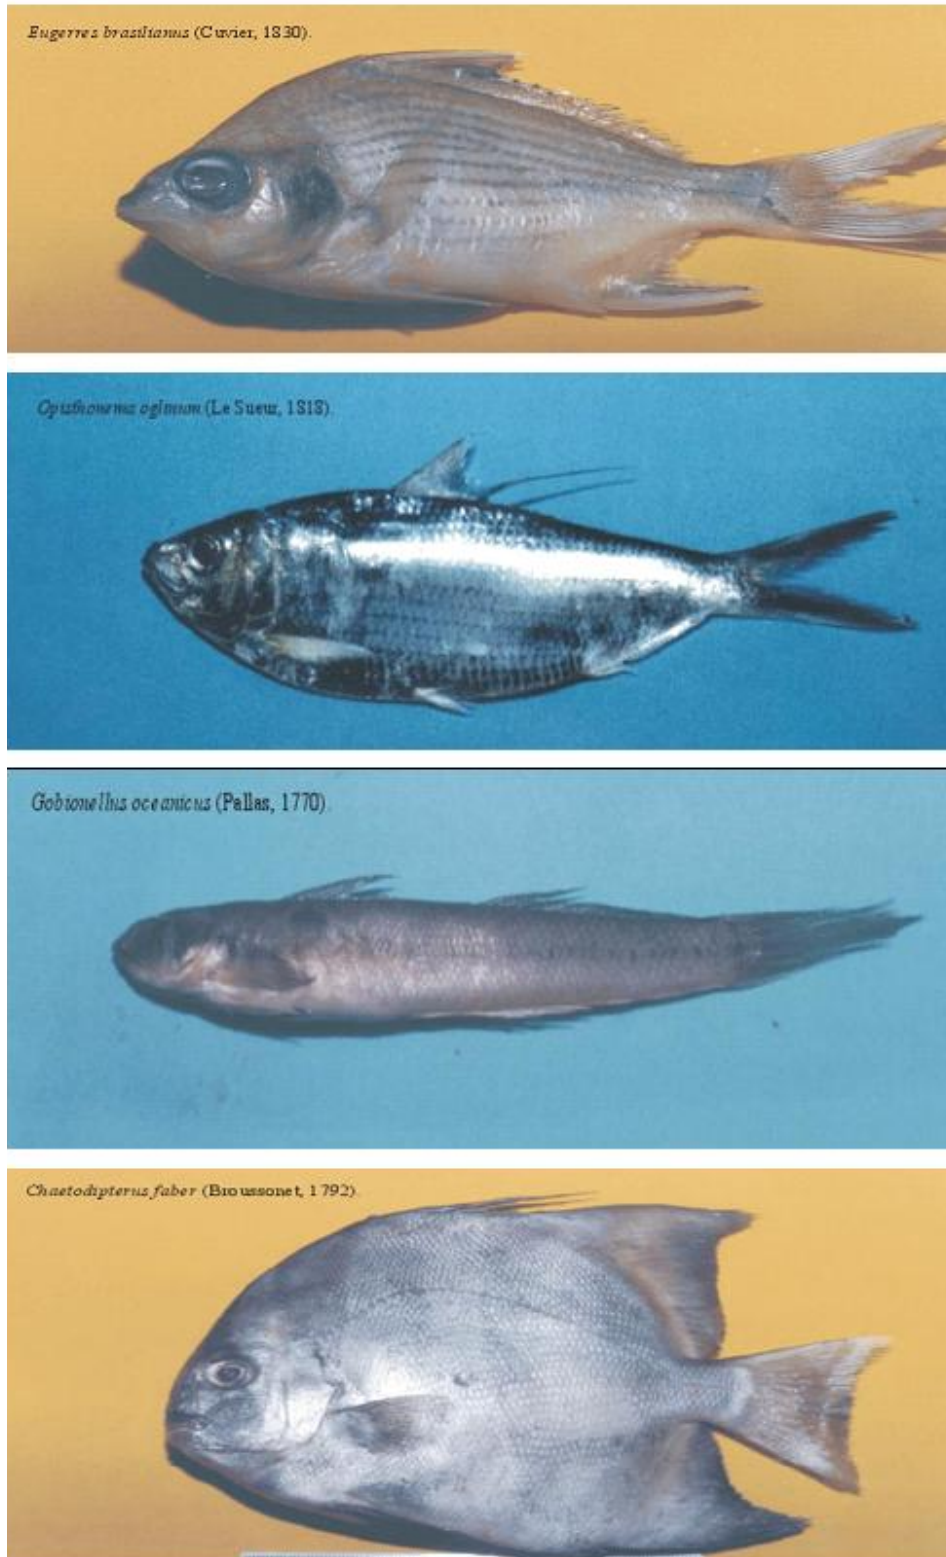 Eugerres brasilianus (Cuvier, 1830).
Opisthonema oglinum (Le Sueur, 1818).
Gobionellus oceanicus (Pallas, 1770).
Chaetodipterus faber (Broussonet, 1792).